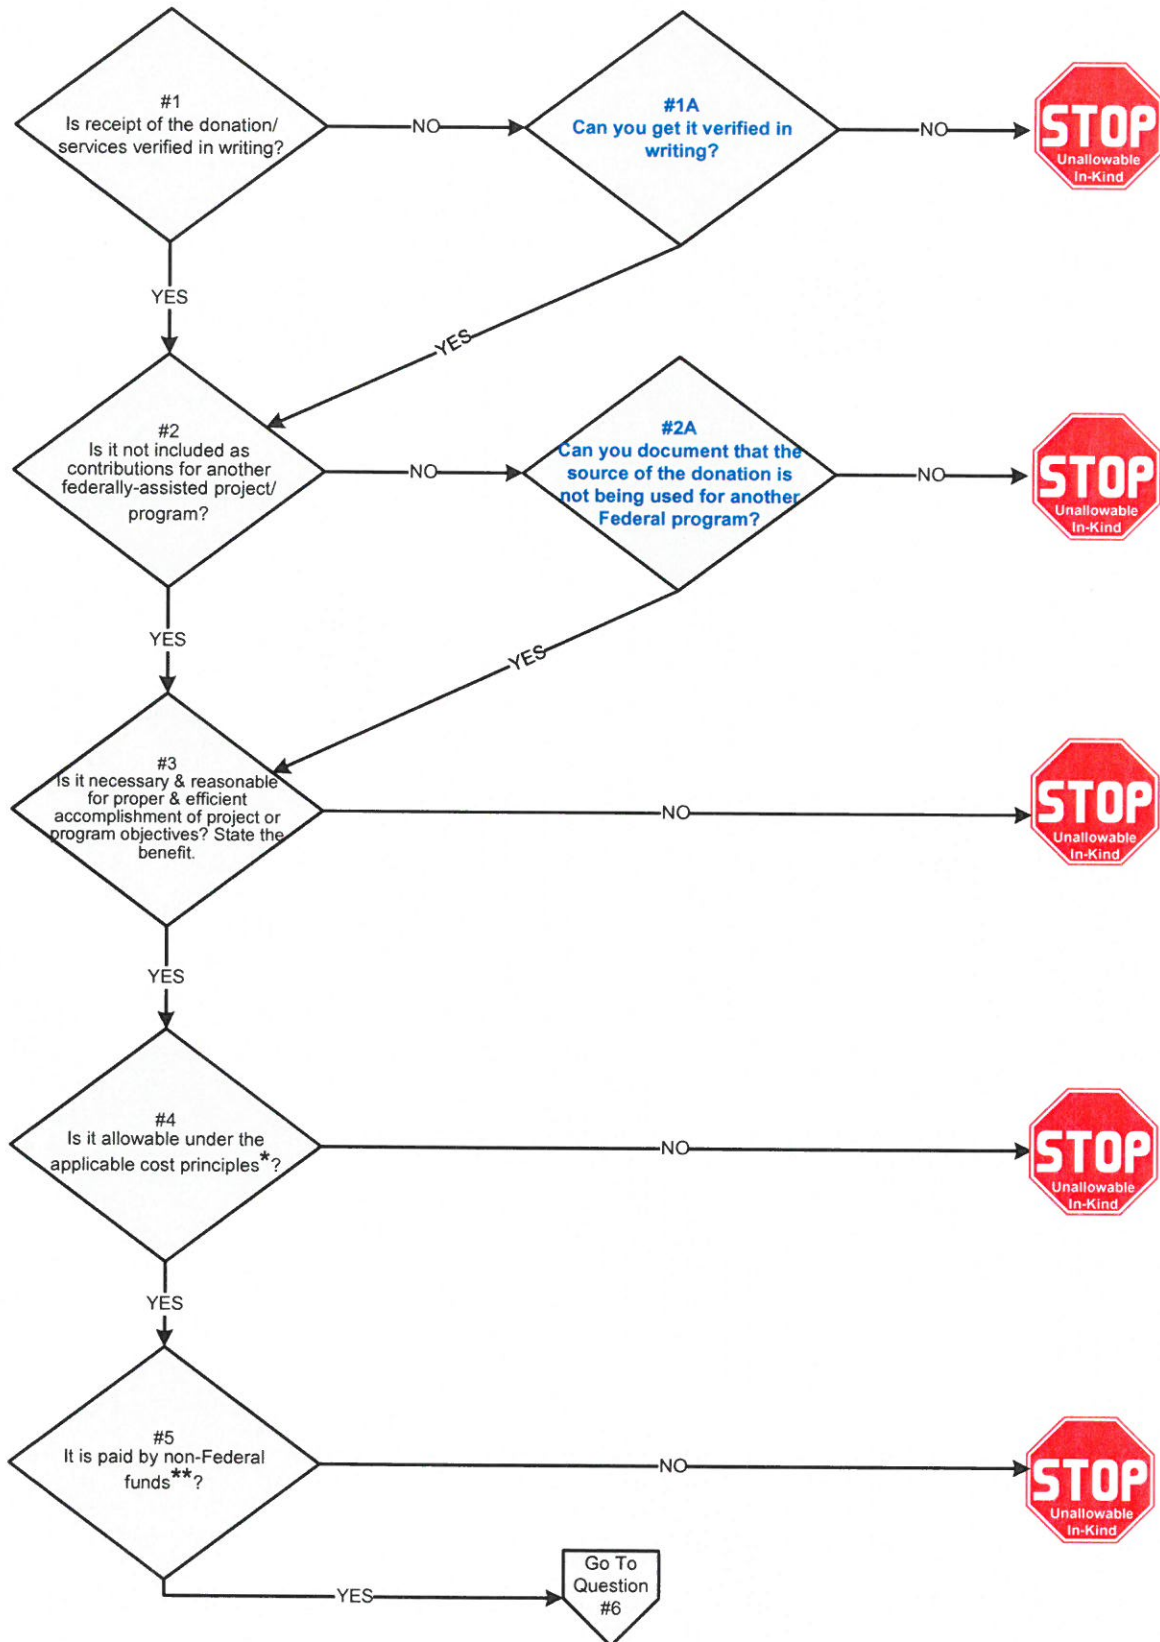 #1
Is receipt of the donation/
services verified in writing?
NO
#1A
Can you get it verified in
writing?
NO
STOP
Unallowable
In-Kind
YES
YES
#2
Is it not included as
contributions for another
federally-assisted project/
program?
NO
#2A
Can you document that the
source of the donation is
not being used for another
Federal program?
NO
STOP
Unallowable
In-Kind
YES
YES
#3
Is it necessary & reasonable
for proper & efficient
accomplishment of project or
program objectives? State the
benefit.
NO
STOP
Unallowable
In-Kind
YES
#4
Is it allowable under the
applicable cost principles*?
NO
STOP
Unallowable
In-Kind
YES
#5
It is paid by non-Federal
funds**?
NO
STOP
Unallowable
In-Kind
YES
Go To
Question
#6